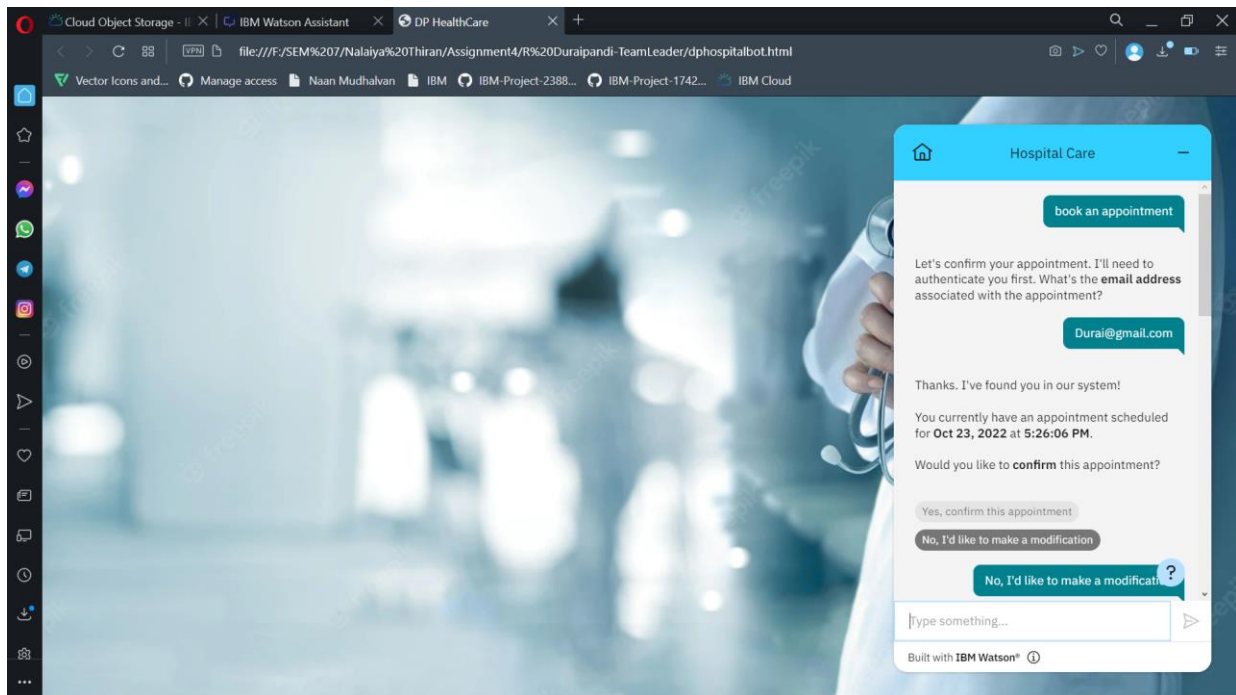 Cloud Object Storage - I
IBM Watson Assistant
DP HealthCare
VPN
file:///F:/SEM%207/Nalaiya%20Thiran/Assignment4/R%20Duraipandi-TeamLeader/dphospitalbot.html
Vector Icons and...
Manage access
Naan Mudhalvan
IBM
IBM-Project-2388...
IBM-Project-1742...
IBM Cloud
freepik
Hospital Care
book an appointment
Let's confirm your appointment. I'll need to
authenticate you first. What's the email address
associated with the appointment?
Durai@gmail.com
Thanks. I've found you in our system!
You currently have an appointment scheduled
for Oct 23, 2022 at 5:26:06 PM.
Would you like to confirm this appointment?
Yes, confirm this appointment
No, I'd like to make a modification
No, I'd like to make a modificati
?
Type something...
Built with IBM Watson®